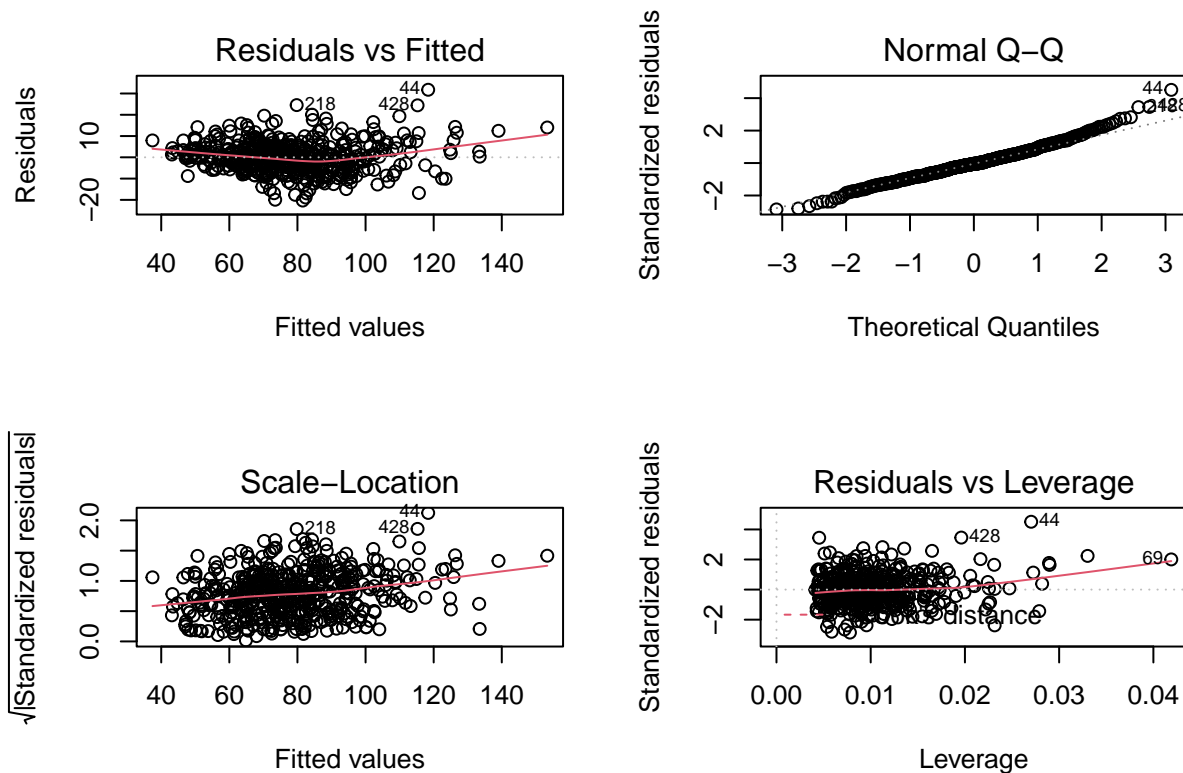 Residuals vs Fitted
Residuals
10
−20
44
218
428
40 60 80 100 120 140
Fitted values
Normal Q−Q
Standardized residuals
2
−2
44
428
−3 −2 −1 0 1 2 3
Theoretical Quantiles
Scale−Location
√|Standardized residuals|
2.0
1.0
0.0
44
218
428
40 60 80 100 120 140
Fitted values
Residuals vs Leverage
Standardized residuals
2
−2
44
428
69
distance
0.00 0.01 0.02 0.03 0.04
Leverage